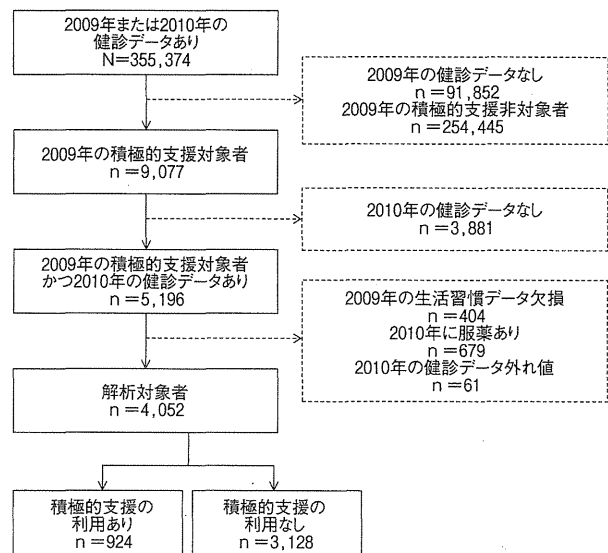 2009年または2010年の
健診データあり
N=355,374
2009年の健診データなし
n=91,852
2009年の積極的支援非対象者
n=254,445
2009年の積極的支援対象者
n=9,077
2010年の健診データなし
n=3,881
2009年の積極的支援対象者
かつ2010年の健診データあり
n=5,196
2009年の生活習慣データ欠損
n=404
2010年に服薬あり
n=679
2010年の健診データ外れ値
n=61
解析対象者
n=4,052
積極的支援の
利用あり
n=924
積極的支援の
利用なし
n=3,128